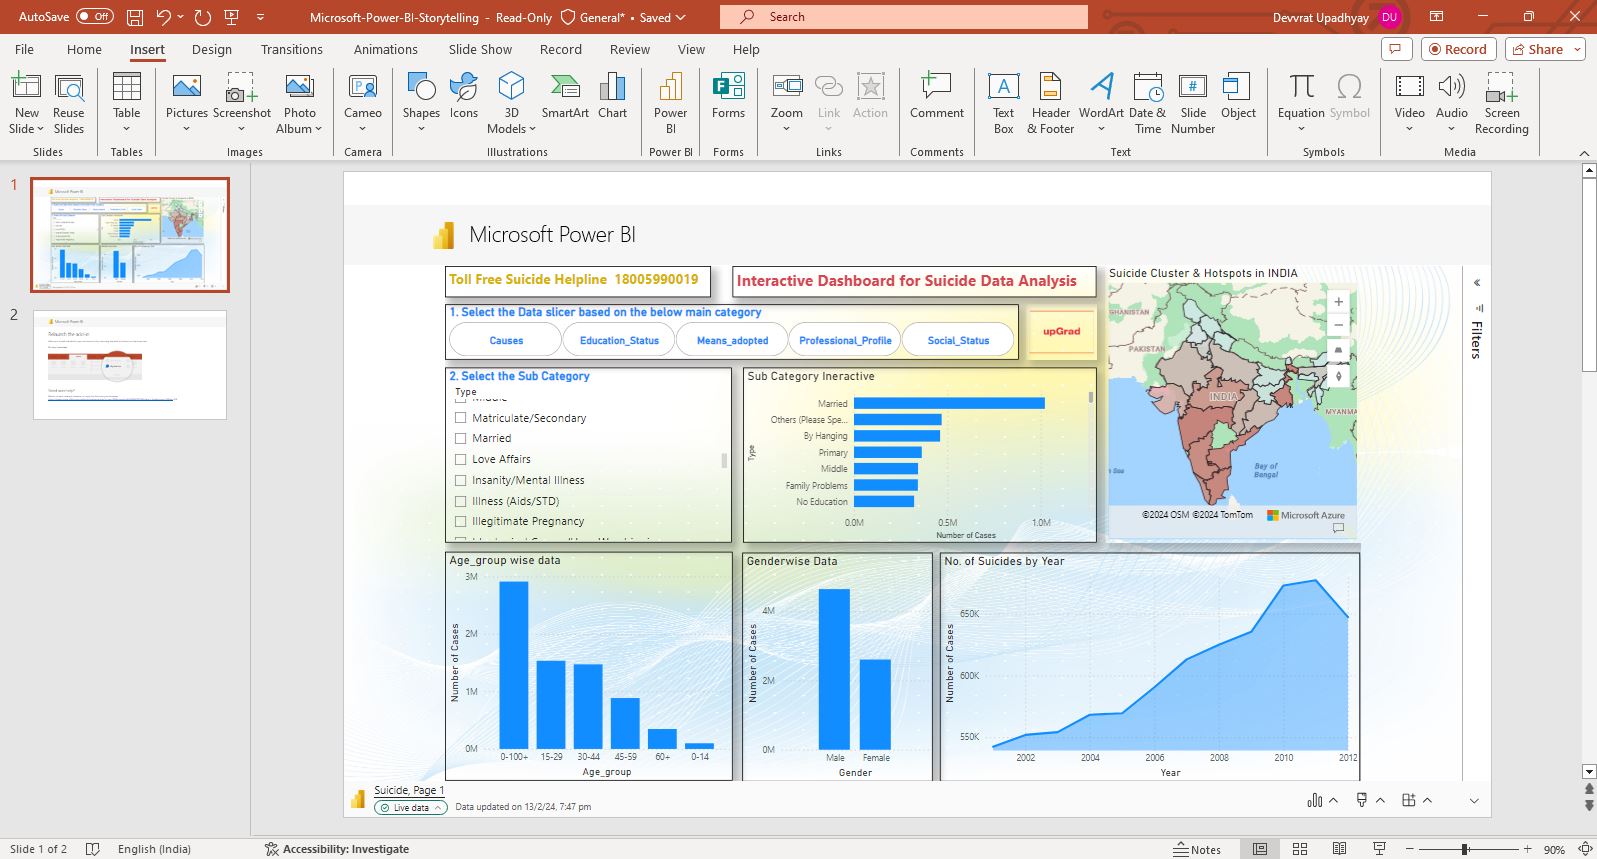 AutoSave Off Microsoft-Power-BI-Storytelling - Read-Only General* • Saved Search Devvrat Upadhyay DU
File Home Insert Design Transitions Animations Slide Show Record Review View Help Record Share
New Slide
Reuse Slides
Table
Pictures
Screenshot
Photo Album
Cameo
Shapes
Icons
3D Models
SmartArt
Chart
Power BI
Forms
Zoom
Link
Action
Comment
Text Box
Header & Footer
WordArt
Date & Time
Slide Number
Object
Equation
Symbol
Video
Audio
Screen Recording
Slides Tables Images Camera Illustrations Power BI Forms Links Comments Text Symbols Media
1
2
Microsoft Power BI
Toll Free Suicide Helpline 18005990019
Interactive Dashboard for Suicide Data Analysis
1. Select the Data slicer based on the below main category
Causes Education_Status Means_adopted Professional_Profile Social_Status
upGrad
2. Select the Sub Category
Type
Middle
Matriculate/Secondary
Married
Love Affairs
Insanity/Mental Illness
Illness (Aids/STD)
Illegitimate Pregnancy
Sub Category Ineractive
Type
Married
Others (Please Spe...
By Hanging
Primary
Middle
Family Problems
No Education
0.0M 0.5M 1.0M
Number of Cases
Suicide Cluster & Hotspots in INDIA
GHANISTAN
PAKISTAN
INDIA
MYANMA
Bay of
Bengal
©2024 OSM ©2024 TomTom Microsoft Azure
Filters
Age_group wise data
Number of Cases
3M
2M
1M
0M
0-100+ 15-29 30-44 45-59 60+ 0-14
Age_group
Genderwise Data
Number of Cases
4M
2M
0M
Male Female
Gender
No. of Suicides by Year
Number of Cases
650K
600K
550K
2002 2004 2006 2008 2010 2012
Year
Suicide, Page 1
Live data Data updated on 13/2/24, 7:47 pm
Slide 1 of 2 English (India) Accessibility: Investigate Notes 90%